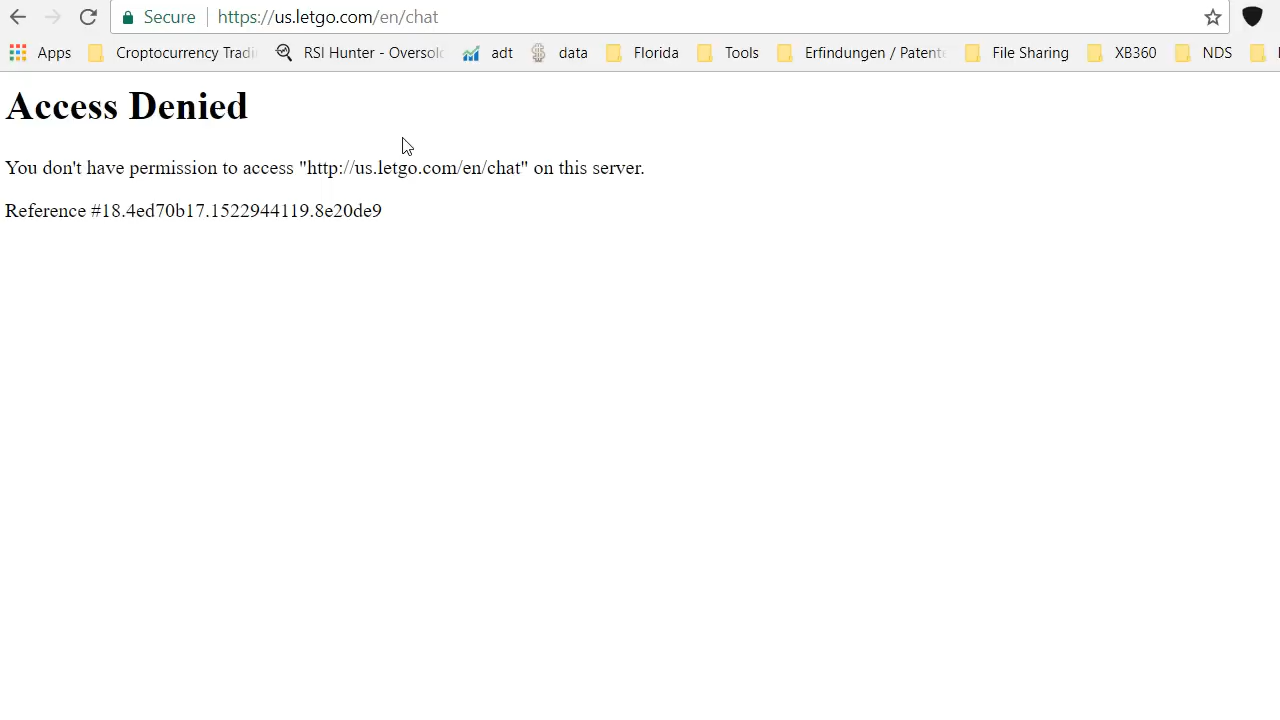 Secure https://us.letgo.com/en/chat
Apps Croptocurrency Tradi RSI Hunter - Oversol adt data Florida Tools Erfindungen / Patente File Sharing XB360 NDS
Access Denied
You don't have permission to access "http://us.letgo.com/en/chat" on this server.
Reference #18.4ed70b17.1522944119.8e20de9